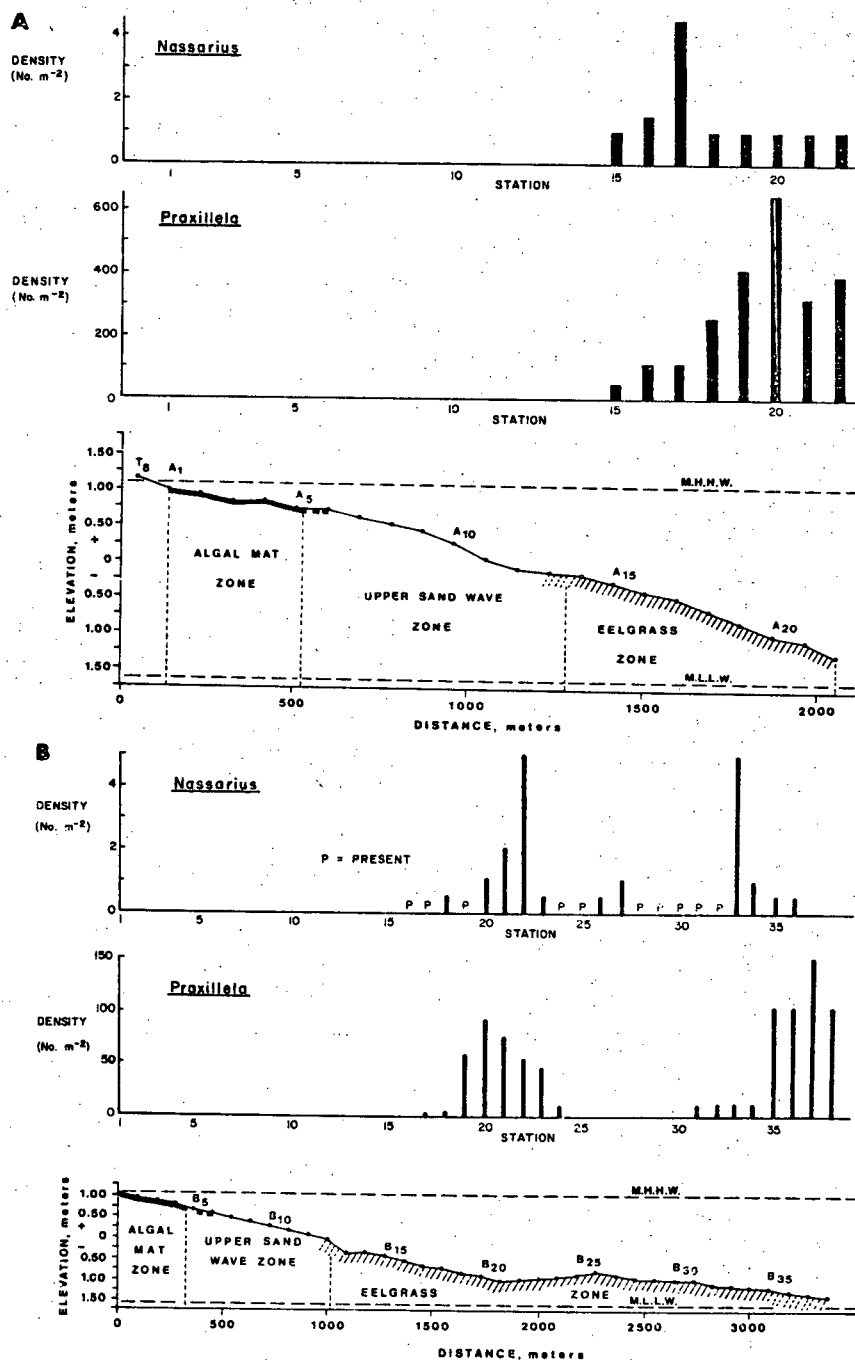 A
Nassarius
DENSITY
(No. m⁻²)
4
2
0
1 5 10 15 20
STATION
Praxillela
DENSITY
(No. m⁻²)
600
400
200
0
1 5 10 15 20
STATION
ELEVATION, meters
+
−
1.50
1.00
0.50
0
0.50
1.00
1.50
T8 A1 A5 A10 A15 A20
M.H.H.W.
ALGAL MAT
ZONE
UPPER SAND WAVE
ZONE
EELGRASS
ZONE
M.L.L.W.
0 500 1000 1500 2000
DISTANCE, meters
B
Nassarius
DENSITY
(No. m⁻²)
4
2
0
P = PRESENT
P P P P P P P P P P
1 5 10 15 20 25 30 35
STATION
Praxillela
DENSITY
(No. m⁻²)
150
100
50
0
1 5 10 15 20 25 30 35
STATION
ELEVATION, meters
+
−
1.00
0.50
0
0.50
1.00
1.50
B5 B10 B15 B20 B25 B30 B35
M.H.H.W.
ALGAL
MAT
ZONE
UPPER SAND
WAVE ZONE
EELGRASS ZONE
M.L.L.W.
0 500 1000 1500 2000 2500 3000
DISTANCE, meters